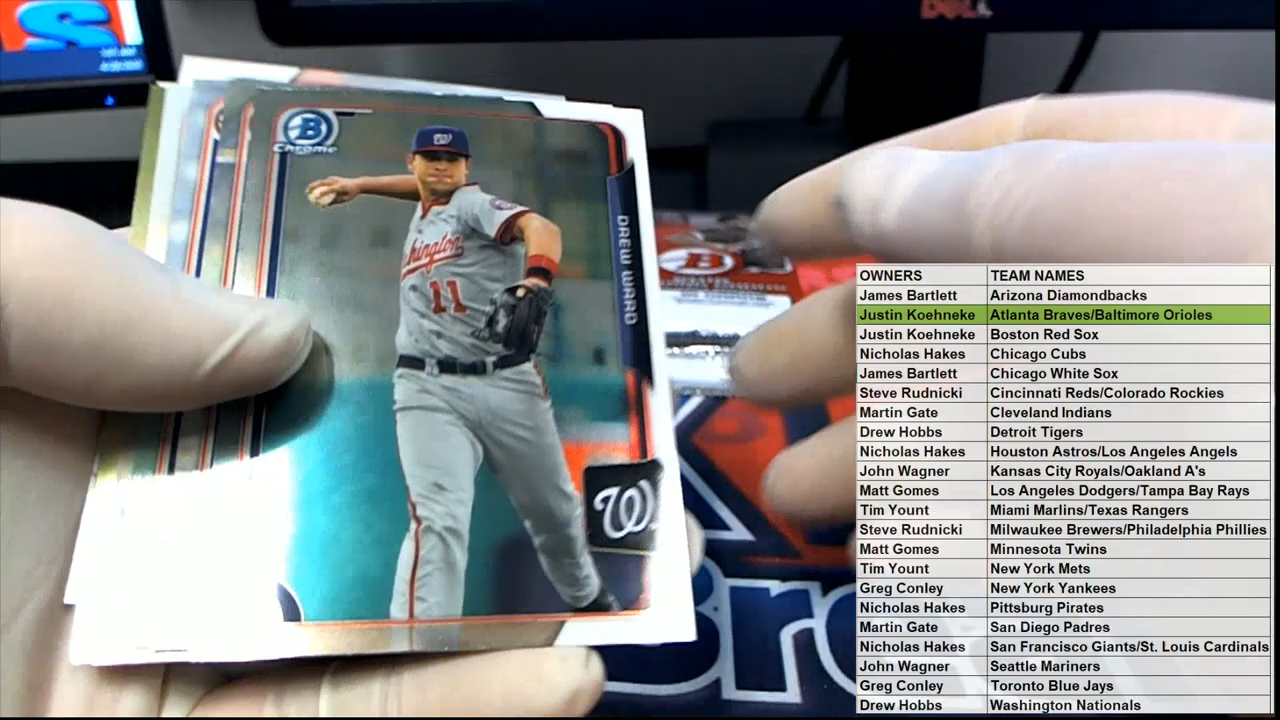 DELL
B
Chrome
W
DREW WARD
Washington
11
W
B
OWNERS TEAM NAMES
James Bartlett Arizona Diamondbacks
Justin Koehneke Atlanta Braves/Baltimore Orioles
Justin Koehneke Boston Red Sox
Nicholas Hakes Chicago Cubs
James Bartlett Chicago White Sox
Steve Rudnicki Cincinnati Reds/Colorado Rockies
Martin Gate Cleveland Indians
Drew Hobbs Detroit Tigers
Nicholas Hakes Houston Astros/Los Angeles Angels
John Wagner Kansas City Royals/Oakland A's
Matt Gomes Los Angeles Dodgers/Tampa Bay Rays
Tim Yount Miami Marlins/Texas Rangers
Steve Rudnicki Milwaukee Brewers/Philadelphia Phillies
Matt Gomes Minnesota Twins
Tim Yount New York Mets
Greg Conley New York Yankees
Nicholas Hakes Pittsburg Pirates
Martin Gate San Diego Padres
Nicholas Hakes San Francisco Giants/St. Louis Cardinals
John Wagner Seattle Mariners
Greg Conley Toronto Blue Jays
Drew Hobbs Washington Nationals